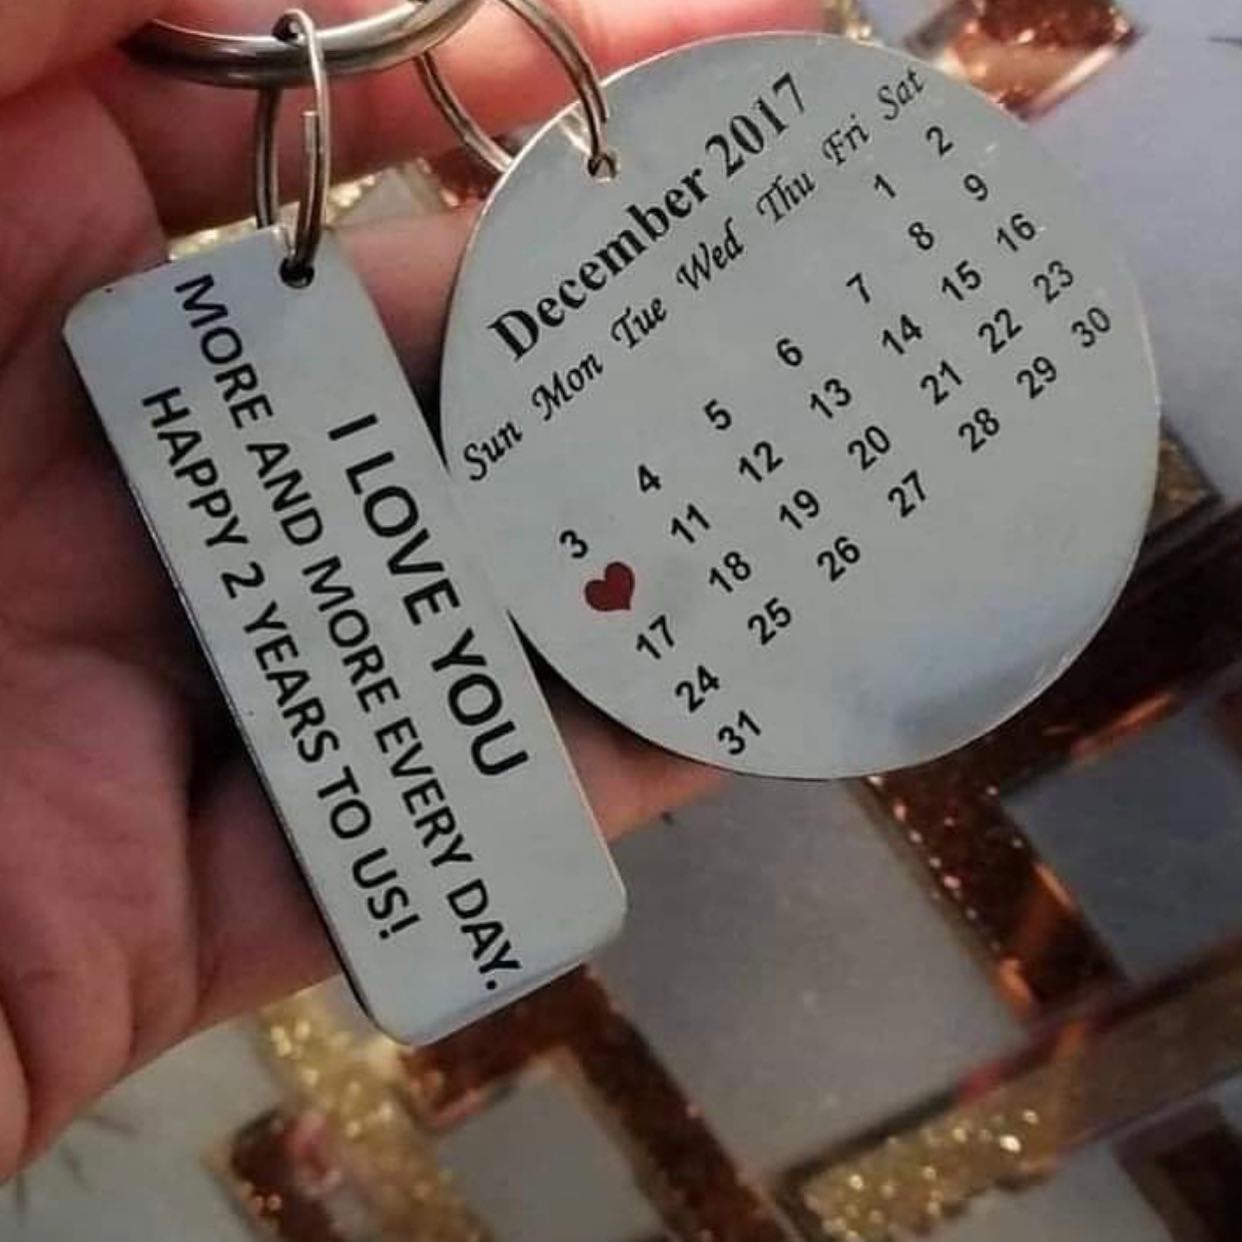 I LOVE YOU
MORE AND MORE EVERY DAY.
HAPPY 2 YEARS TO US!
December 2017
Sun Mon Tue Wed Thu Fri Sat
1 2
3 4 5 6 7 8 9
11 12 13 14 15 16
17 18 19 20 21 22 23
24 25 26 27 28 29 30
31